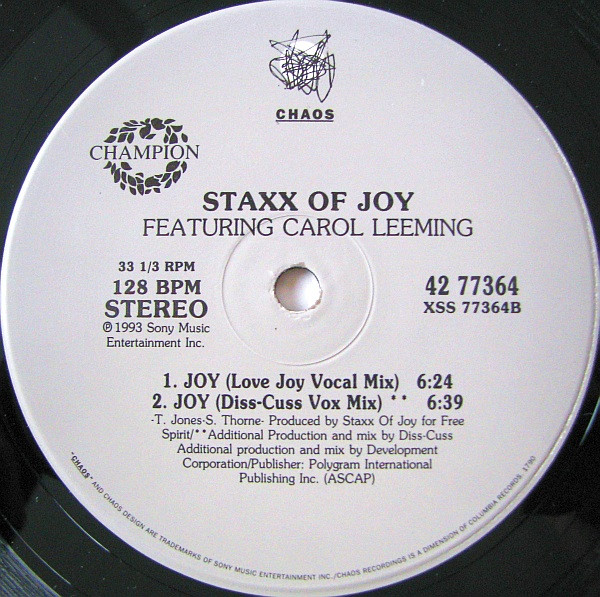 CHAOS
CHAMPION
STAXX OF JOY
FEATURING CAROL LEEMING
33 1/3 RPM
128 BPM
STEREO
℗ 1993 Sony Music
Entertainment Inc.
42 77364
XSS 77364B
1. JOY (Love Joy Vocal Mix) 6:24
2. JOY (Diss-Cuss Vox Mix) ** 6:39
-T. Jones-S. Thorne- Produced by Staxx Of Joy for Free
Spirit/**Additional Production and mix by Diss-Cuss
Additional production and mix by Development
Corporation/Publisher: Polygram International
Publishing Inc. (ASCAP)
"CHAOS" AND CHAOS DESIGN ARE TRADEMARKS OF SONY MUSIC ENTERTAINMENT INC./CHAOS RECORDINGS IS A DIMENSION OF COLUMBIA RECORDS. 1790